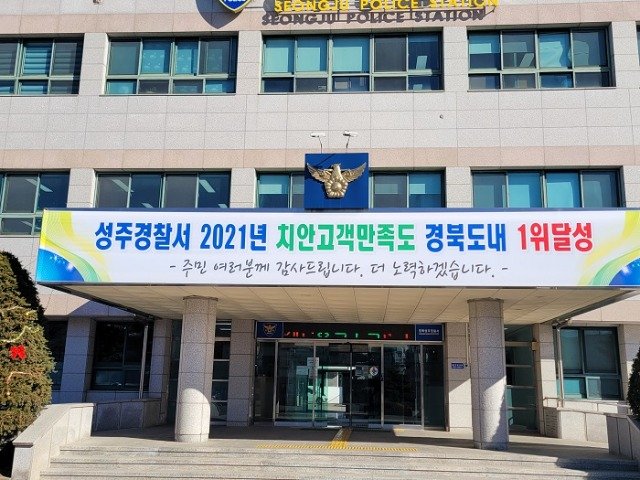 SEONGJU POLICE STATION
성주경찰서 2021년 치안고객만족도 경북도내 1위달성
- 주민 여러분께 감사드립니다. 더 노력하겠습니다. -